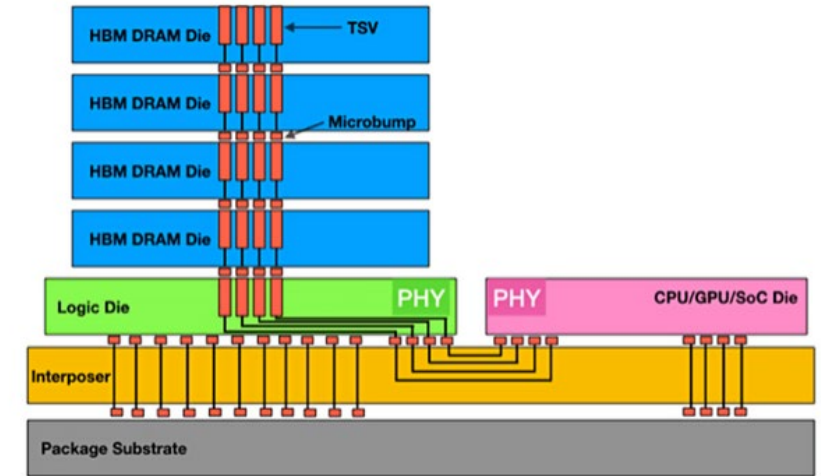 HBM DRAM Die
TSV
HBM DRAM Die
Microbump
HBM DRAM Die
HBM DRAM Die
Logic Die
PHY
PHY
CPU/GPU/SoC Die
Interposer
Package Substrate